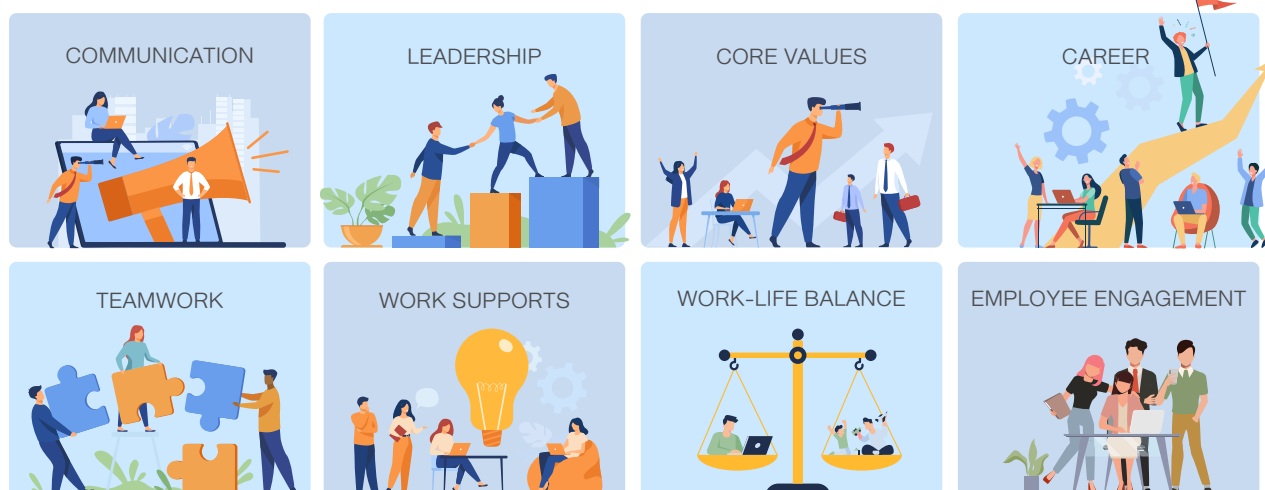 COMMUNICATION
LEADERSHIP
CORE VALUES
CAREER
TEAMWORK
WORK SUPPORTS
WORK-LIFE BALANCE
EMPLOYEE ENGAGEMENT